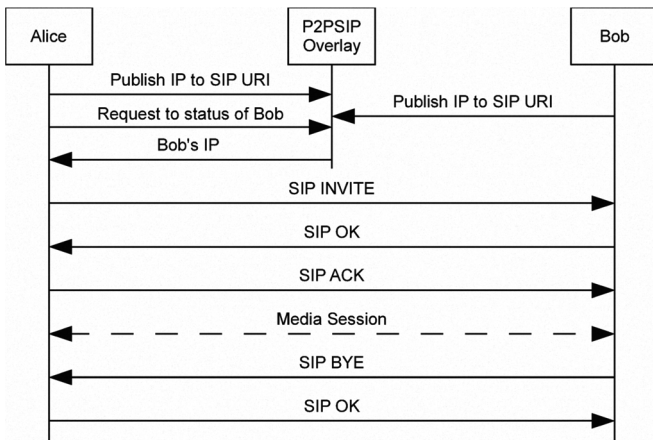 Alice
P2PSIP
Overlay
Bob
Publish IP to SIP URI
Publish IP to SIP URI
Request to status of Bob
Bob's IP
SIP INVITE
SIP OK
SIP ACK
Media Session
SIP BYE
SIP OK